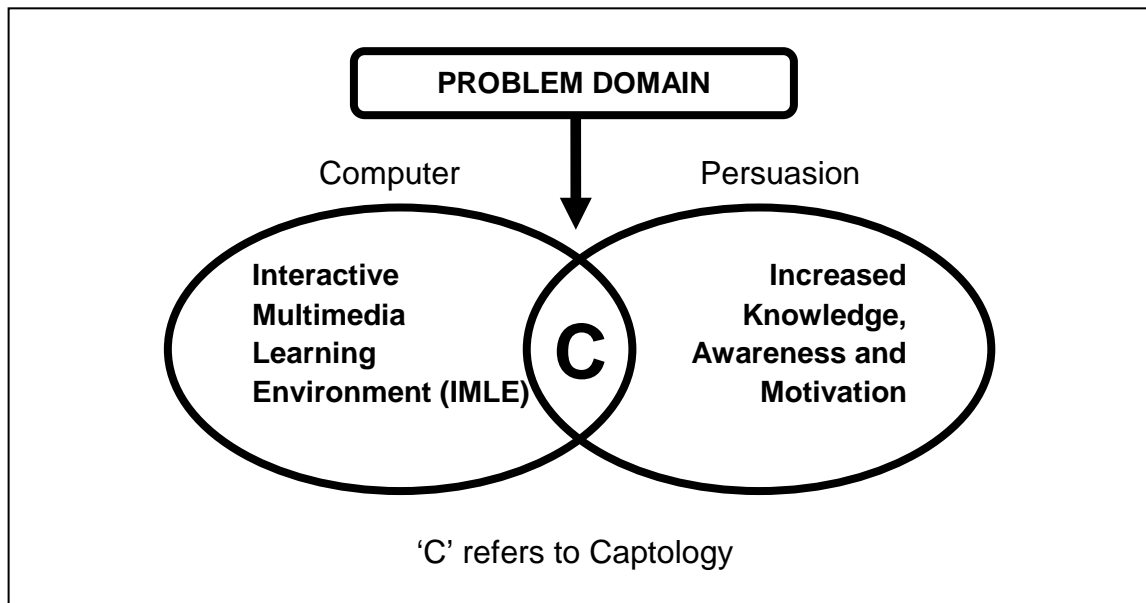 PROBLEM DOMAIN
Computer
Persuasion
Interactive
Multimedia
Learning
Environment (IMLE)
C
Increased
Knowledge,
Awareness and
Motivation
‘C’ refers to Captology